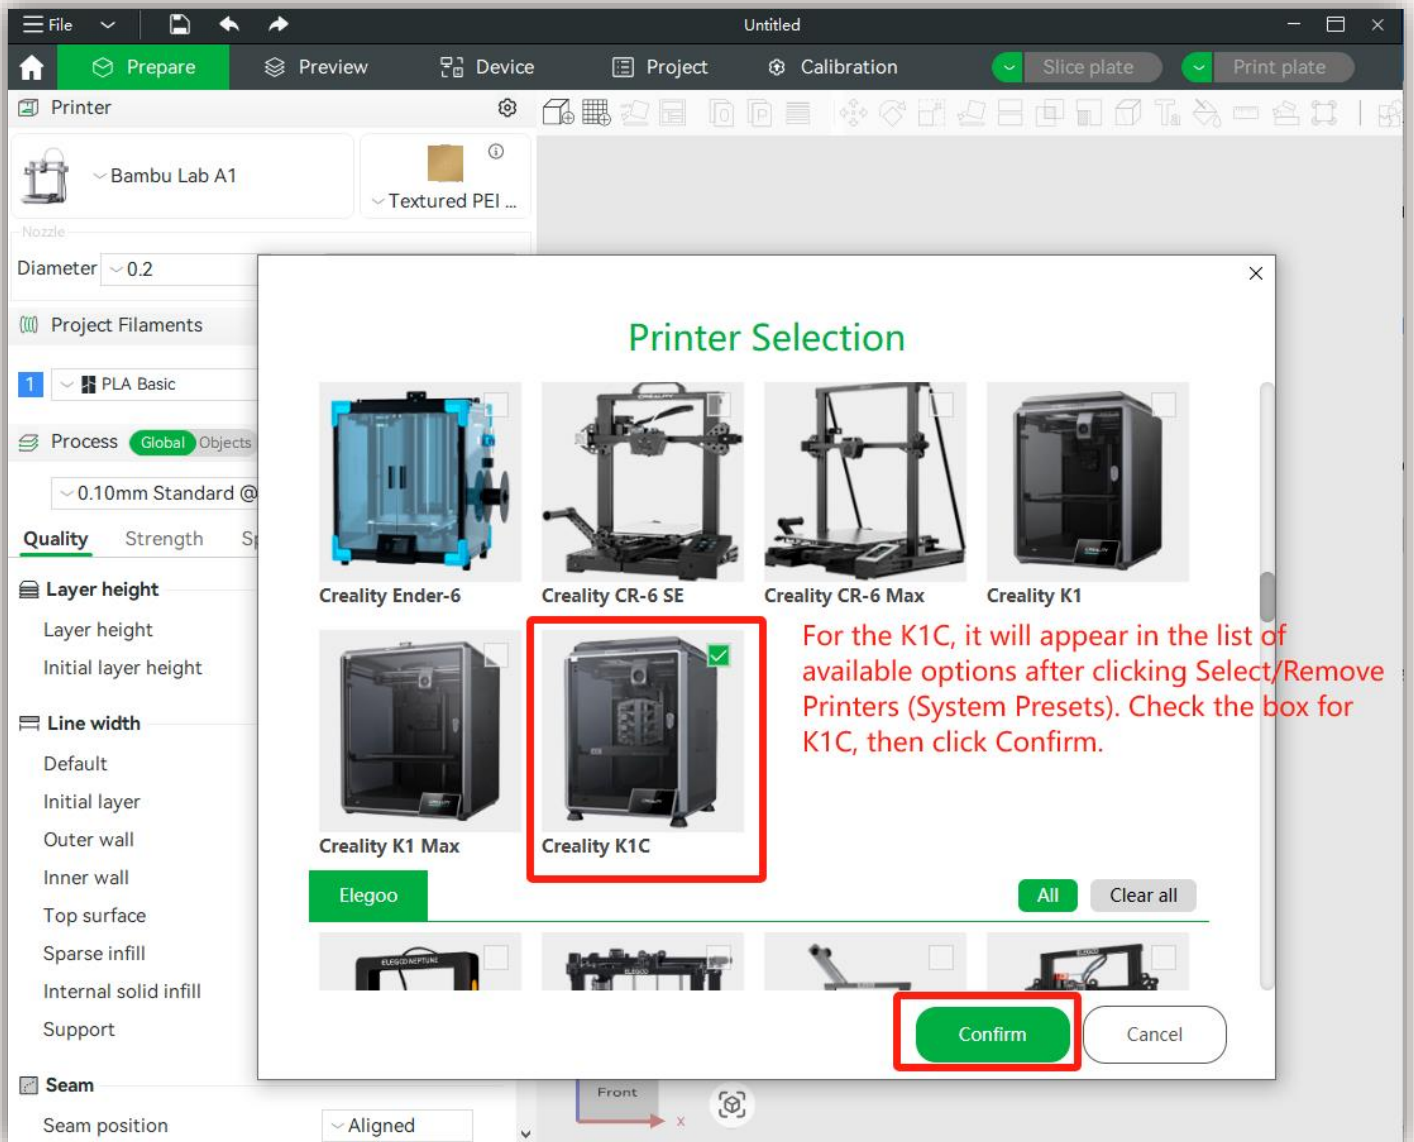 File
Untitled
Prepare
Preview
Device
Project
Calibration
Slice plate
Print plate
Printer
Bambu Lab A1
Textured PEI ...
Nozzle
Diameter
0.2
Project Filaments
1
PLA Basic
Process
Global
Objects
0.10mm Standard @
Quality
Strength
Sp
Layer height
Layer height
Initial layer height
Line width
Default
Initial layer
Outer wall
Inner wall
Top surface
Sparse infill
Internal solid infill
Support
Seam
Seam position
Aligned
Printer Selection
Creality Ender-6
Creality CR-6 SE
Creality CR-6 Max
Creality K1
For the K1C, it will appear in the list of
available options after clicking Select/Remove
Printers (System Presets). Check the box for
K1C, then click Confirm.
Creality K1 Max
Creality K1C
Elegoo
All
Clear all
ELEGOO NEPTUNE
Confirm
Cancel
Front
x